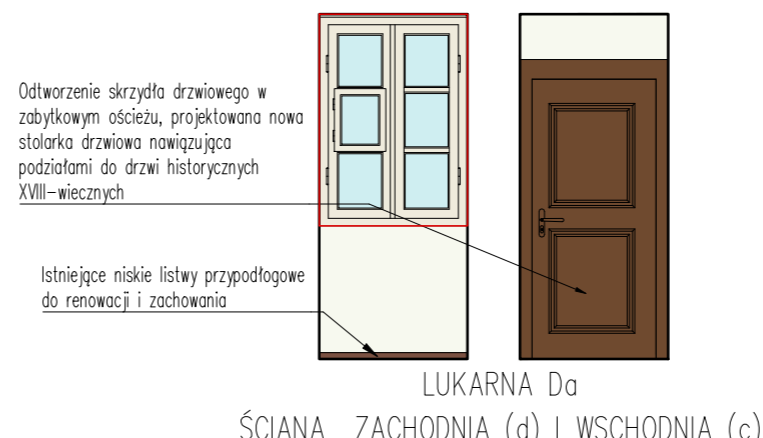 Odtworzenie skrzydła drzwiowego w
zabytkowym ościeżu, projektowana nowa
stolarka drzwiowa nawiązująca
podziałami do drzwi historycznych
XVIII–wiecznych
Istniejące niskie listwy przypodłogowe
do renowacji i zachowania
LUKARNA Da
ŚCIANA ZACHODNIA (d) I WSCHODNIA (c)